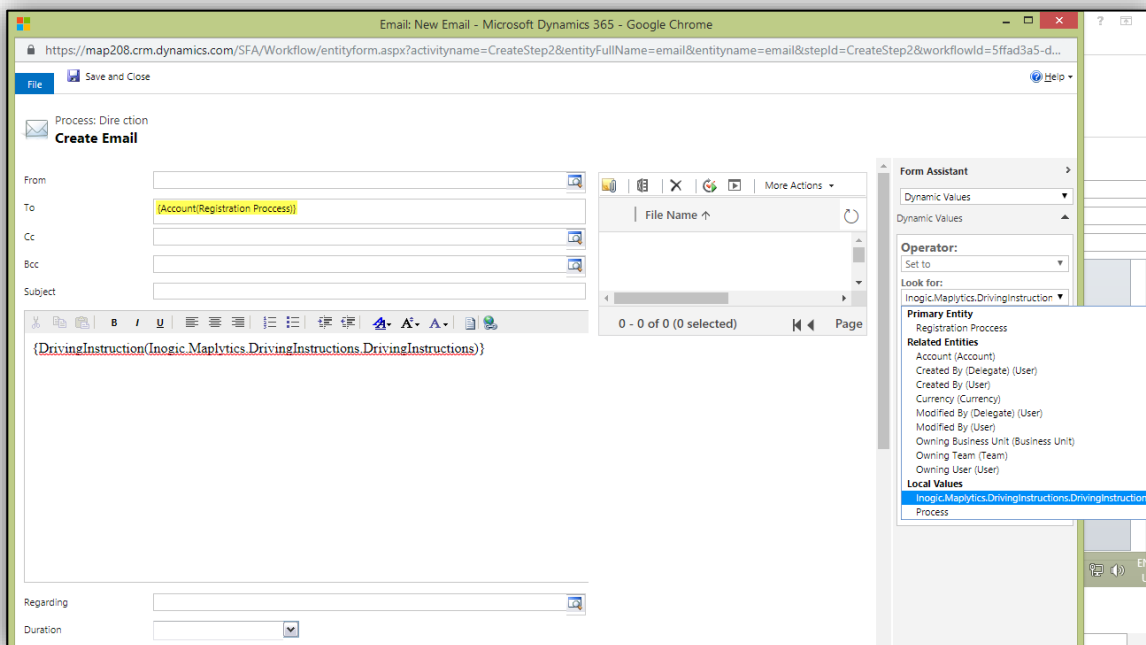 Email: New Email - Microsoft Dynamics 365 - Google Chrome
https://map208.crm.dynamics.com/SFA/Workflow/entityform.aspx?activityname=CreateStep2&entityFullName=email&entityname=email&stepId=CreateStep2&workflowId=5ffad3a5-d...
File
Save and Close
Help
Process: Dire ction
Create Email
From
To
{Account(Registration Proccess)}
Cc
Bcc
Subject
More Actions
File Name
0 - 0 of 0 (0 selected)
Page
B I U
A A A
{DrivingInstruction(Inogic.Maplytics.DrivingInstructions.DrivingInstructions)}
Regarding
Duration
Form Assistant
Dynamic Values
Dynamic Values
Operator:
Set to
Look for:
Inogic.Maplytics.DrivingInstruction
Primary Entity
Registration Proccess
Related Entities
Account (Account)
Created By (Delegate) (User)
Created By (User)
Currency (Currency)
Modified By (Delegate) (User)
Modified By (User)
Owning Business Unit (Business Unit)
Owning Team (Team)
Owning User (User)
Local Values
Inogic.Maplytics.DrivingInstructions.DrivingInstruction
Process